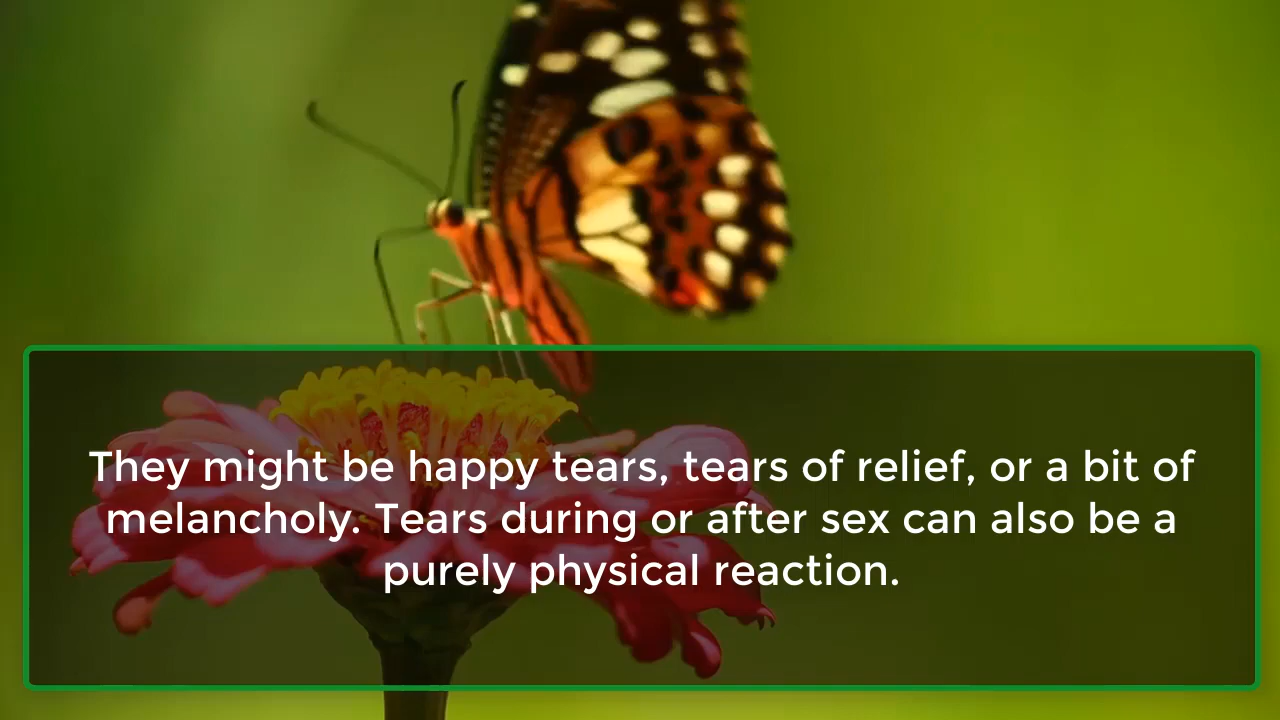 They might be happy tears, tears of relief, or a bit of
melancholy. Tears during or after sex can also be a
purely physical reaction.